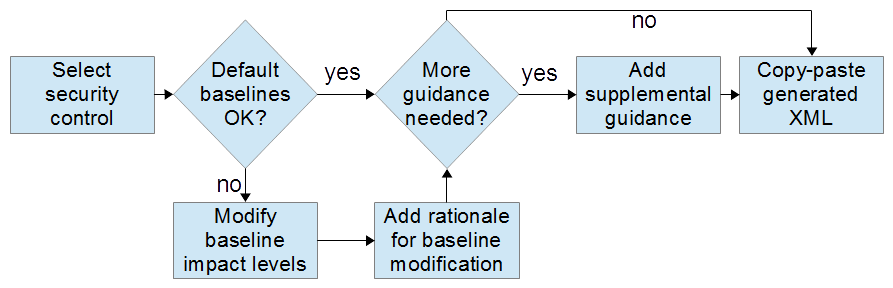 no
Select
security
control
Default
baselines
OK?
yes
More
guidance
needed?
yes
Add
supplemental
guidance
Copy-paste
generated
XML
no
Modify
baseline
impact levels
Add rationale
for baseline
modification